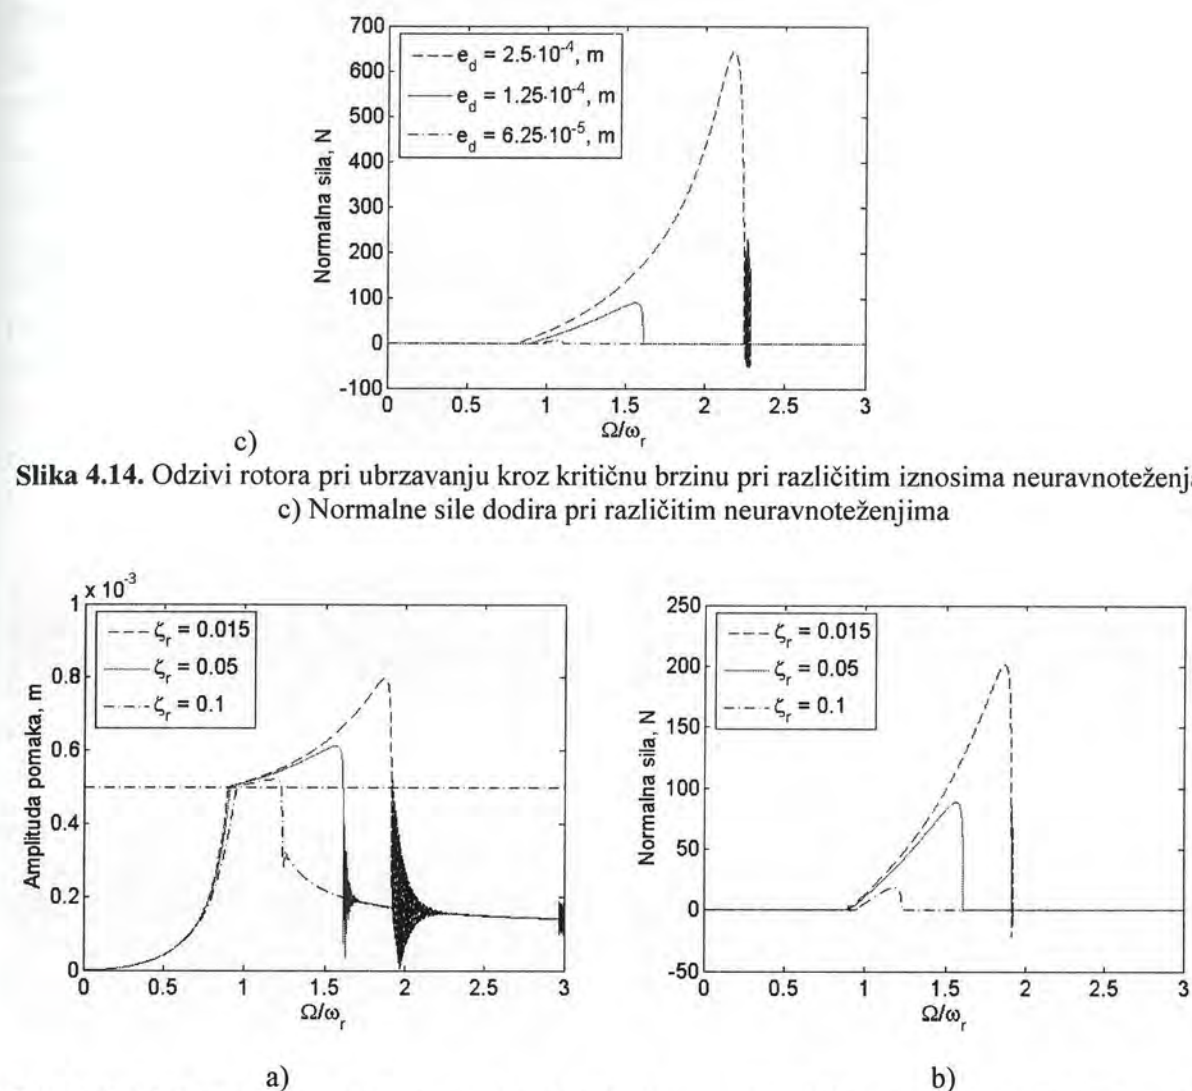 700
600
500
400
300
200
100
0
-100
Normalna sila, N
e_d = 2.5·10⁻⁴, m
e_d = 1.25·10⁻⁴, m
e_d = 6.25·10⁻⁵, m
0 0.5 1 1.5 2 2.5 3
Ω/ω_r
c)
Slika 4.14. Odzivi rotora pri ubrzavanju kroz kritičnu brzinu pri različitim iznosima neuravnoteženj
c) Normalne sile dodira pri različitim neuravnoteženjima
x 10⁻³
1
0.8
0.6
0.4
0.2
0
Amplituda pomaka, m
ζ_r = 0.015
ζ_r = 0.05
ζ_r = 0.1
0 0.5 1 1.5 2 2.5 3
Ω/ω_r
a)
250
200
150
100
50
0
-50
Normalna sila, N
ζ_r = 0.015
ζ_r = 0.05
ζ_r = 0.1
0 0.5 1 1.5 2 2.5 3
Ω/ω_r
b)